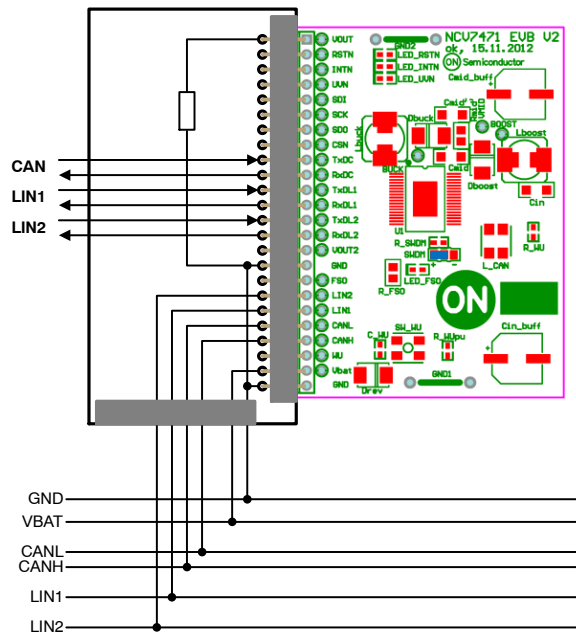 NCV7471 EVB V2
ok, 15.11.2012
ON Semiconductor
GND2
LED_RSTN
LED_INTN
LED_UVN
Cmid_buff
+
VOUT
RSTN
INTN
UVN
SDI
SCK
SDO
CSN
TxDC
RxDC
TxDL1
RxDL1
TxDL2
RxDL2
VOUT2
GND
FSO
LIN2
LIN1
CANL
CANH
WU
Vbat
GND
CAN
LIN1
LIN2
Lbuck
Dbuck
BUCK
VMID
BOOST
Lboost
Cmid
Dboost
Cin
U1
R_SWDM
SWDM
+ -
LED_FSO
R_FSO
L_CAN
R_WU
ON
Cin_buff
+
C_WU
SW_WU
R_WUpu
Drev
GND1
GND
VBAT
CANL
CANH
LIN1
LIN2